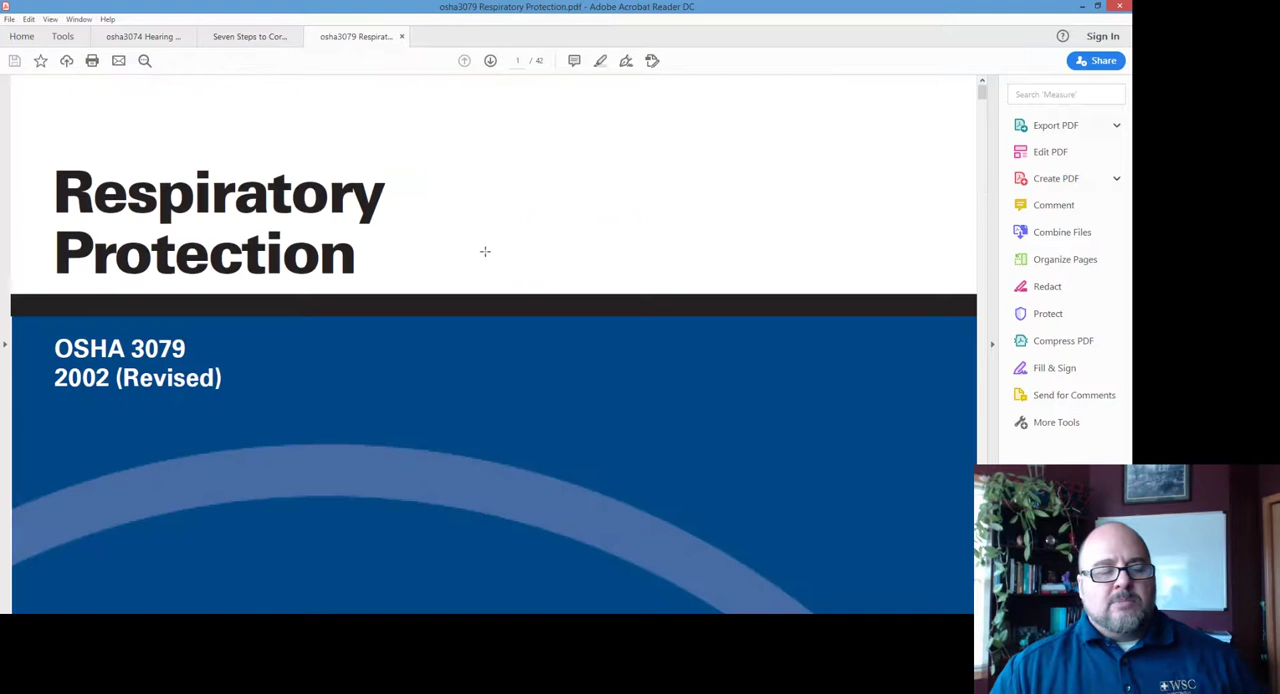 osha3079 Respiratory Protection.pdf - Adobe Acrobat Reader DC
File Edit View Window Help
Home Tools osha3074 Hearing ... Seven Steps to Cor... osha3079 Respirat... ×
Sign In
1 / 42
Share
Search 'Measure'
Export PDF
Edit PDF
Create PDF
Comment
Combine Files
Organize Pages
Redact
Protect
Compress PDF
Fill & Sign
Send for Comments
More Tools
Respiratory
Protection
OSHA 3079
2002 (Revised)
WSC